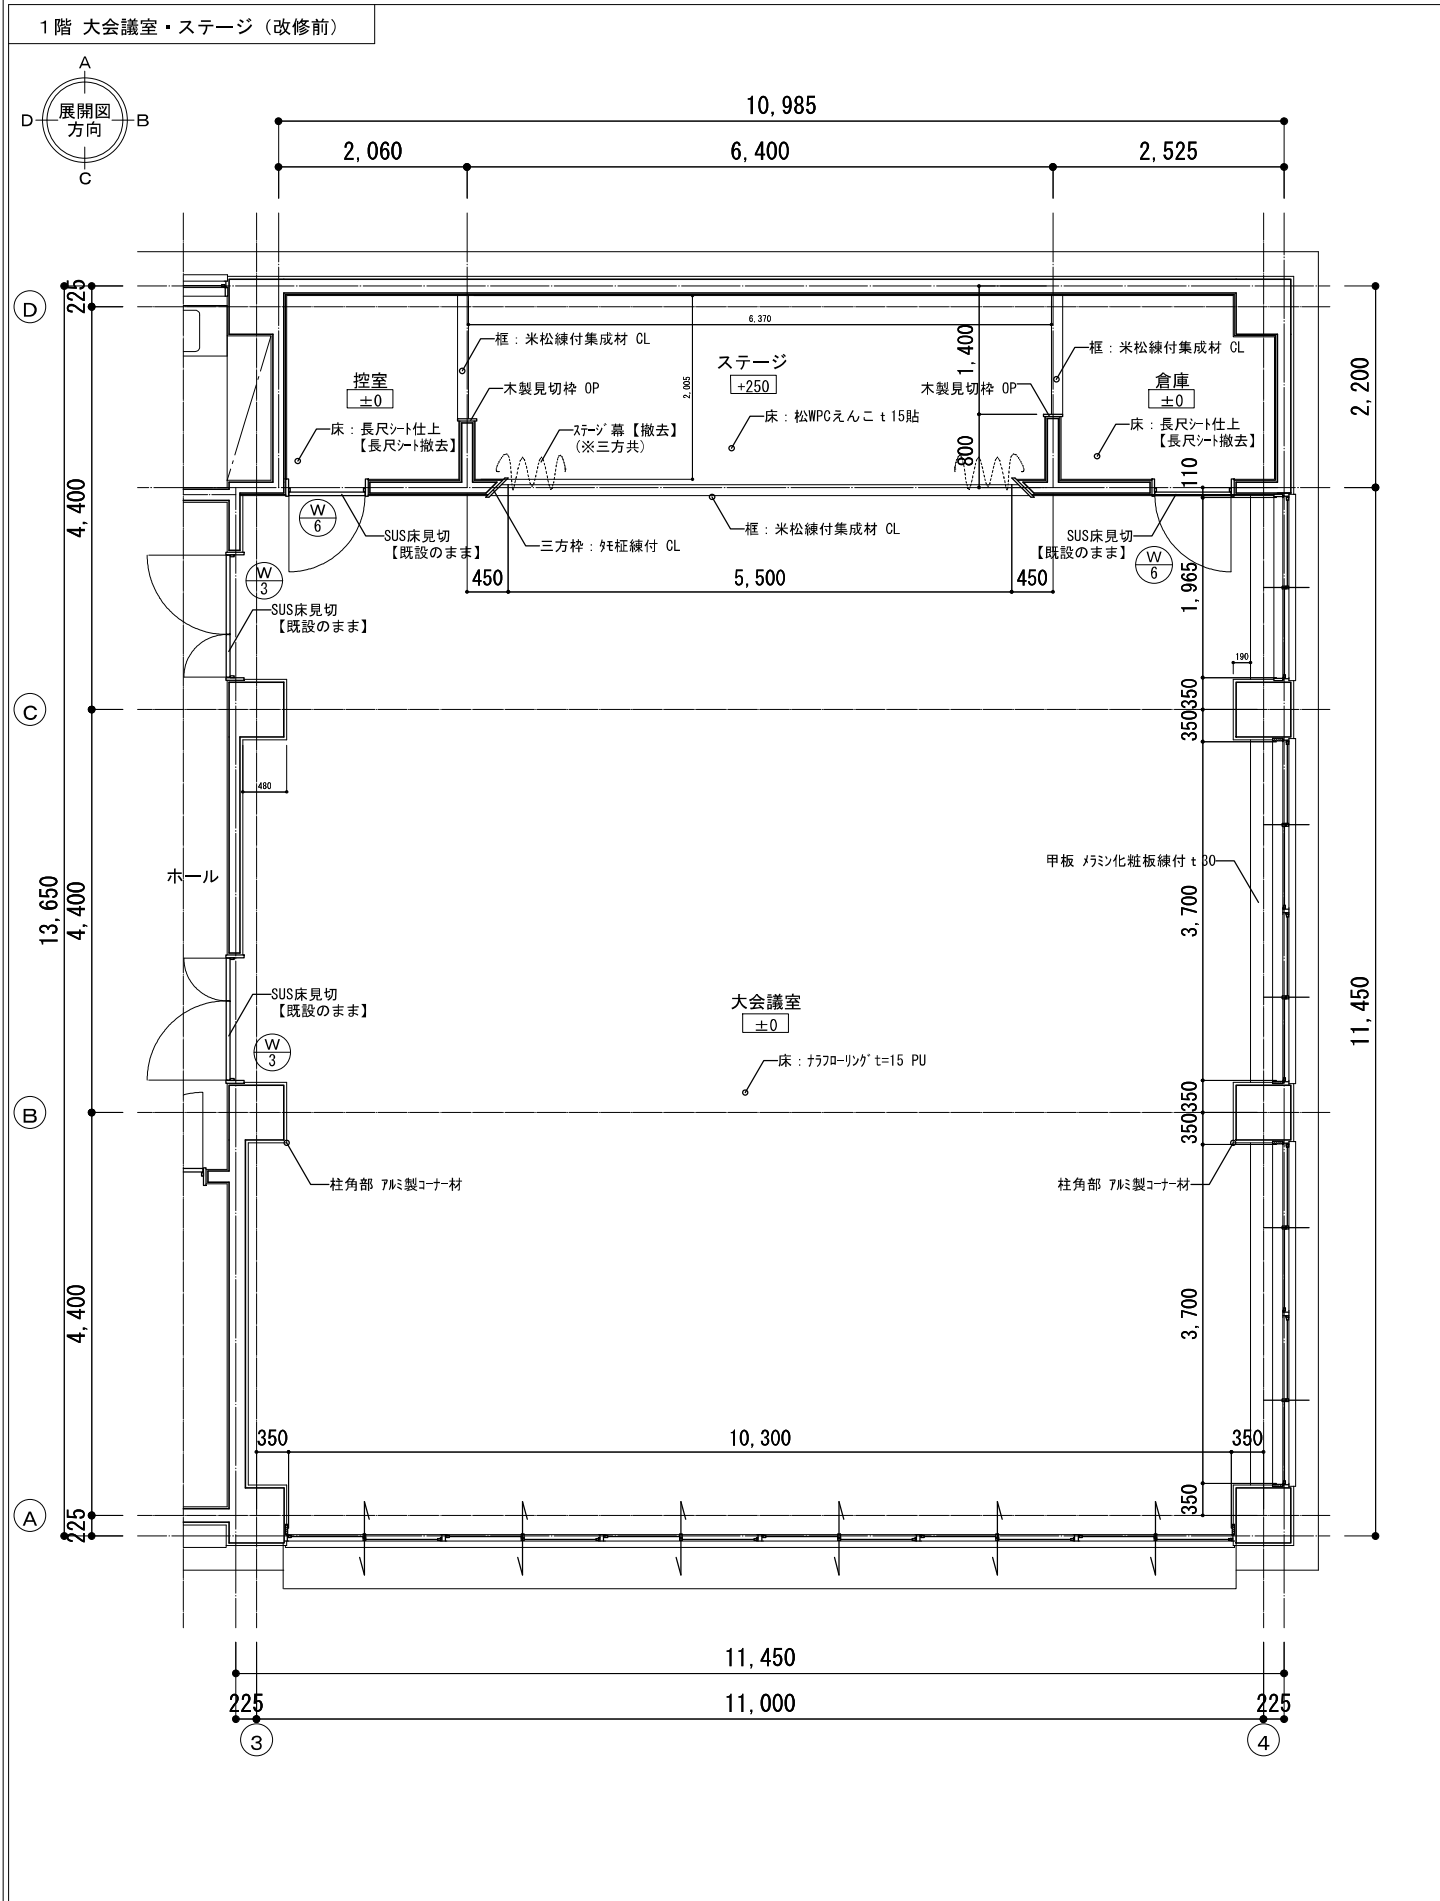 1階 大会議室・ステージ（改修前）
A
D
展開図
方向
B
C
10,985
2,060
6,400
2,525
225
D
6,370
框：米松練付集成材 CL
ステージ
+250
1,400
框：米松練付集成材 CL
2,200
控室
±0
2,005
木製見切枠 OP
木製見切枠 OP
倉庫
±0
床：長尺ｼｰﾄ仕上
【長尺ｼｰﾄ撤去】
ｽﾃｰｼﾞ幕【撤去】
(※三方共)
床：松WPCえんこ t15貼
床：長尺ｼｰﾄ仕上
【長尺ｼｰﾄ撤去】
800
110
4,400
W
6
SUS床見切
【既設のまま】
三方枠：ﾀﾓ柾練付 CL
框：米松練付集成材 CL
SUS床見切
【既設のまま】
W
6
W
3
450
5,500
450
1,965
SUS床見切
【既設のまま】
190
C
350
350
480
甲板 ﾒﾗﾐﾝ化粧板練付 t30
ホール
13,650
4,400
3,700
SUS床見切
【既設のまま】
大会議室
±0
11,450
W
3
床：ﾅﾗﾌﾛｰﾘﾝｸﾞt=15 PU
B
350
350
柱角部 ｱﾙﾐ製ｺｰﾅｰ材
柱角部 ｱﾙﾐ製ｺｰﾅｰ材
4,400
3,700
350
10,300
350
350
A
225
11,450
225
11,000
225
3
4